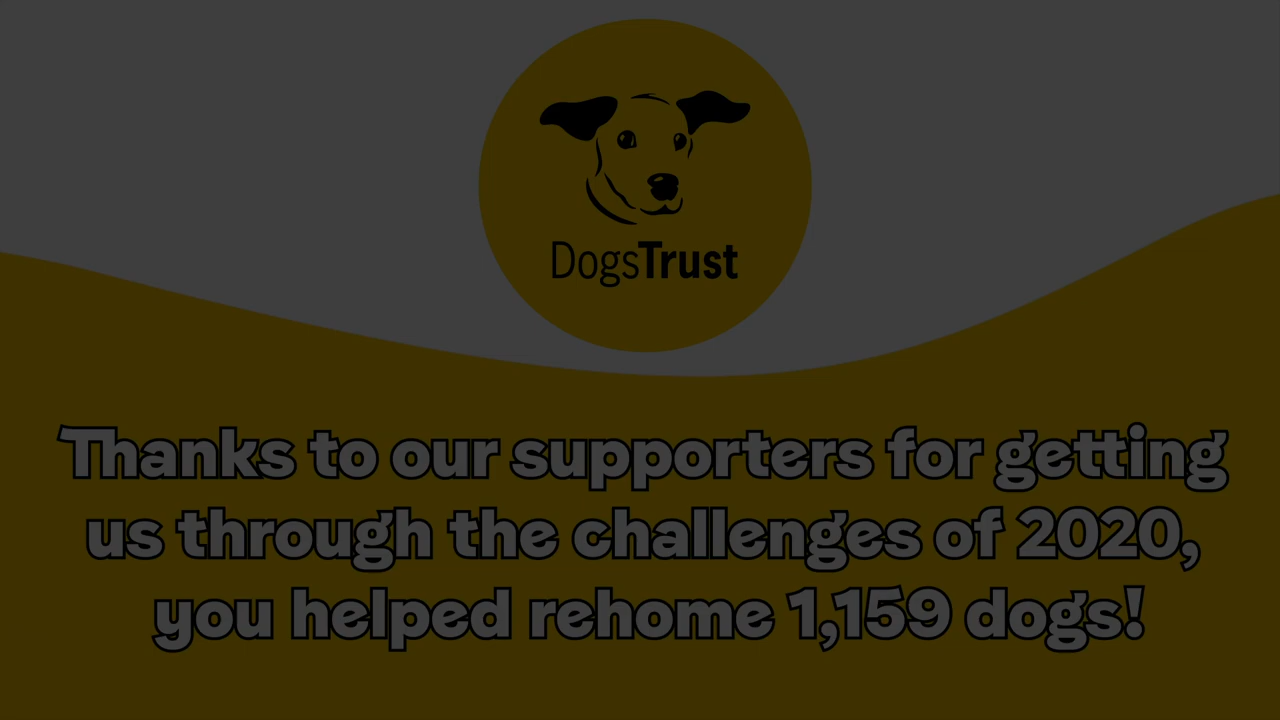 DogsTrust
Thanks to our supporters for getting
us through the challenges of 2020,
you helped rehome 1,159 dogs!